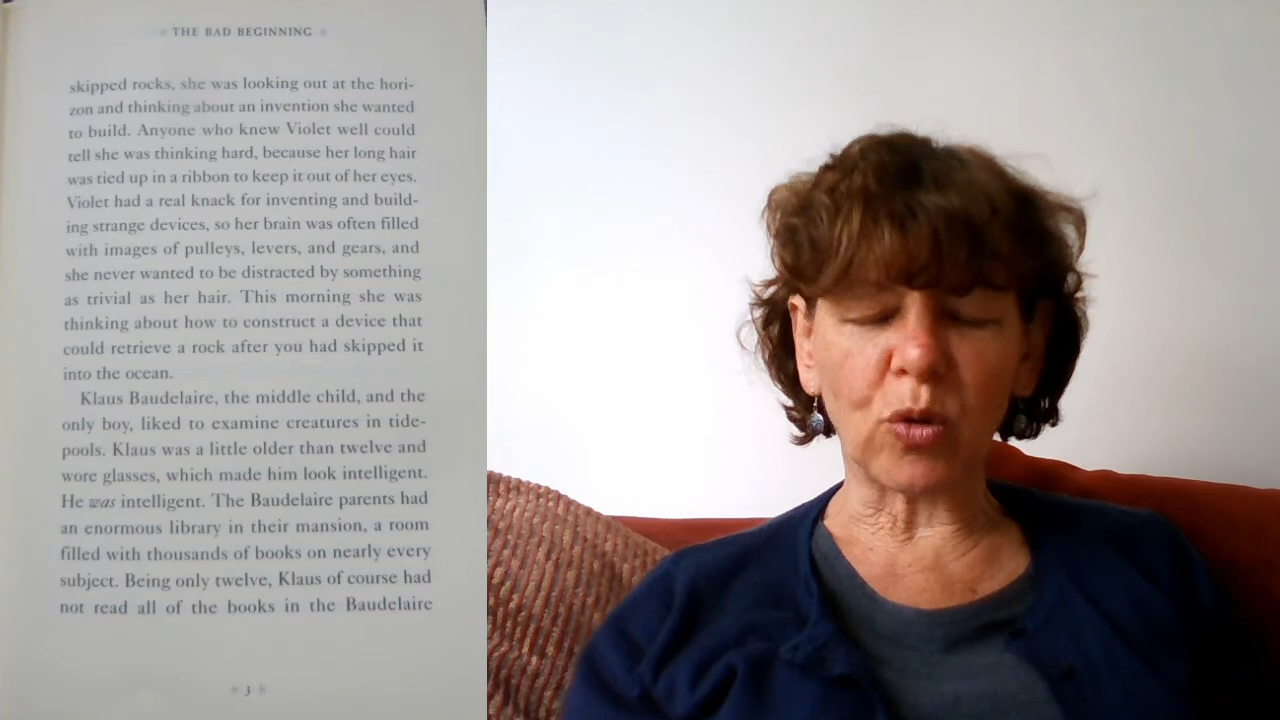 THE BAD BEGINNING
skipped rocks, she was looking out at the hori-
zon and thinking about an invention she wanted
to build. Anyone who knew Violet well could
tell she was thinking hard, because her long hair
was tied up in a ribbon to keep it out of her eyes.
Violet had a real knack for inventing and build-
ing strange devices, so her brain was often filled
with images of pulleys, levers, and gears, and
she never wanted to be distracted by something
as trivial as her hair. This morning she was
thinking about how to construct a device that
could retrieve a rock after you had skipped it
into the ocean.
Klaus Baudelaire, the middle child, and the
only boy, liked to examine creatures in tide-
pools. Klaus was a little older than twelve and
wore glasses, which made him look intelligent.
He was intelligent. The Baudelaire parents had
an enormous library in their mansion, a room
filled with thousands of books on nearly every
subject. Being only twelve, Klaus of course had
not read all of the books in the Baudelaire
3